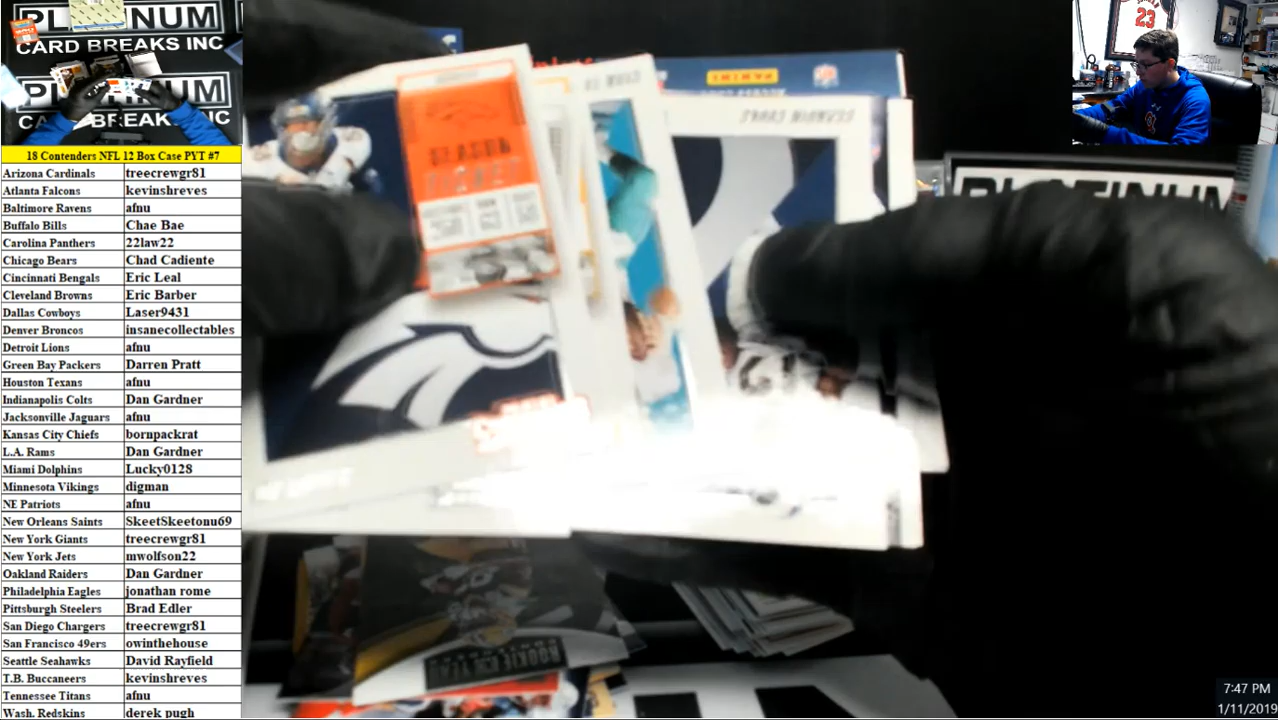 PLATINUM
CARD BREAKS INC
PLATINUM
23
18 Contenders NFL 12 Box Case PYT #7
Arizona Cardinals treecrewgr81
Atlanta Falcons kevinshreves
Baltimore Ravens afnu
Buffalo Bills Chae Bae
Carolina Panthers 22law22
Chicago Bears Chad Cadiente
Cincinnati Bengals Eric Leal
Cleveland Browns Eric Barber
Dallas Cowboys Laser9431
Denver Broncos insanecollectables
Detroit Lions afnu
Green Bay Packers Darren Pratt
Houston Texans afnu
Indianapolis Colts Dan Gardner
Jacksonville Jaguars afnu
Kansas City Chiefs bornpackrat
L.A. Rams Dan Gardner
Miami Dolphins Lucky0128
Minnesota Vikings digman
NE Patriots afnu
New Orleans Saints SkeetSkeetonu69
New York Giants treecrewgr81
New York Jets mwolfson22
Oakland Raiders Dan Gardner
Philadelphia Eagles jonathan rome
Pittsburgh Steelers Brad Edler
San Diego Chargers treecrewgr81
San Francisco 49ers owinthehouse
Seattle Seahawks David Rayfield
T.B. Buccaneers kevinshreves
Tennessee Titans afnu
Wash. Redskins derek pugh
PANINI
SEASON
TICKET
PLATINUM
7:47 PM
1/11/2019